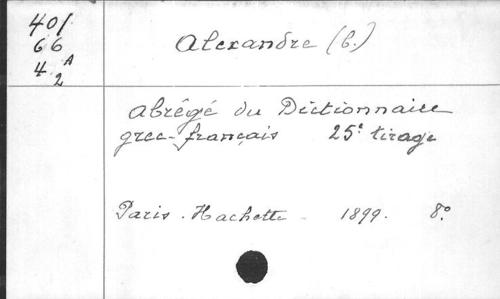 401
66
4 A
2
Alexandre (C.)
Abrégé du Dictionnaire
grec-français 25e tirage
Paris. Hachette 1899. 8°